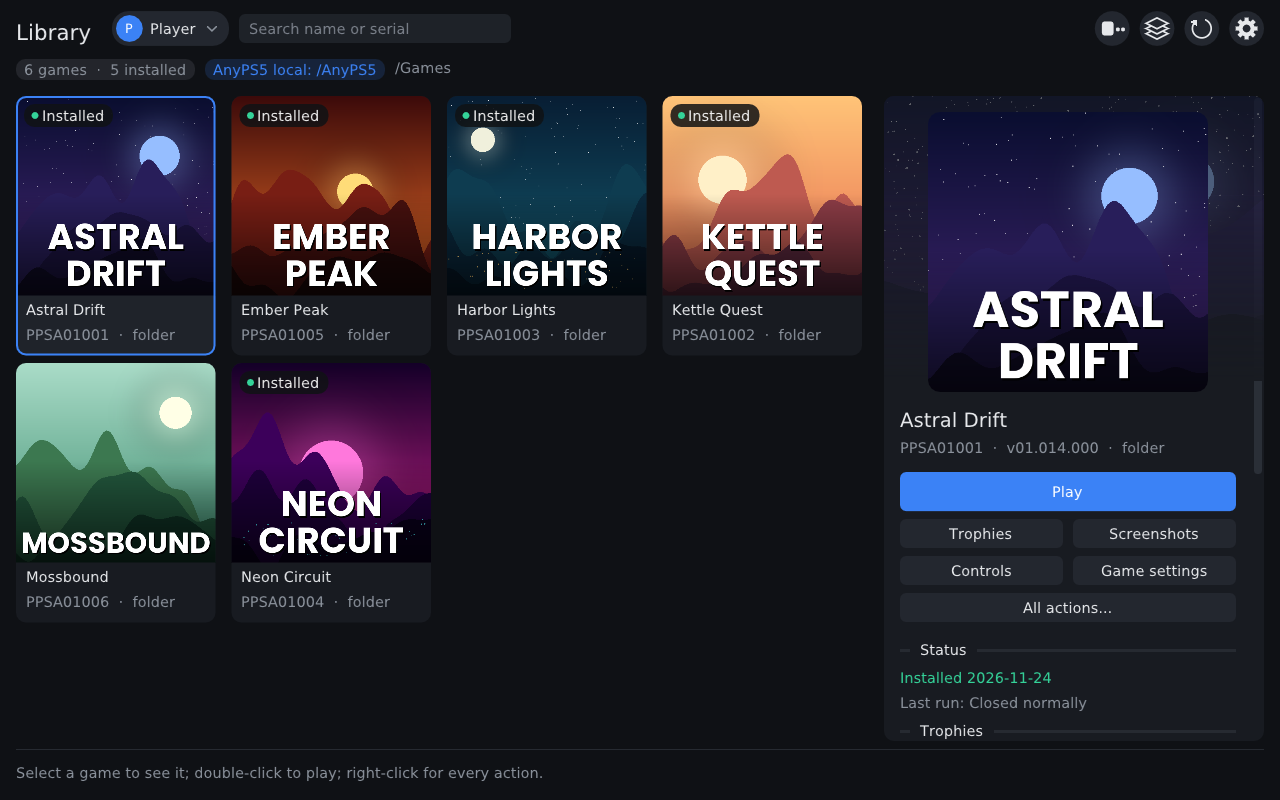 Library
P Player
Search name or serial
6 games · 5 installed
AnyPS5 local: /AnyPS5
/Games
Installed
ASTRAL
DRIFT
Astral Drift
PPSA01001 · folder
Installed
EMBER
PEAK
Ember Peak
PPSA01005 · folder
Installed
HARBOR
LIGHTS
Harbor Lights
PPSA01003 · folder
Installed
KETTLE
QUEST
Kettle Quest
PPSA01002 · folder
MOSSBOUND
Mossbound
PPSA01006 · folder
Installed
NEON
CIRCUIT
Neon Circuit
PPSA01004 · folder
ASTRAL
DRIFT
Astral Drift
PPSA01001 · v01.014.000 · folder
Play
Trophies
Screenshots
Controls
Game settings
All actions...
Status
Installed 2026-11-24
Last run: Closed normally
Trophies
Select a game to see it; double-click to play; right-click for every action.